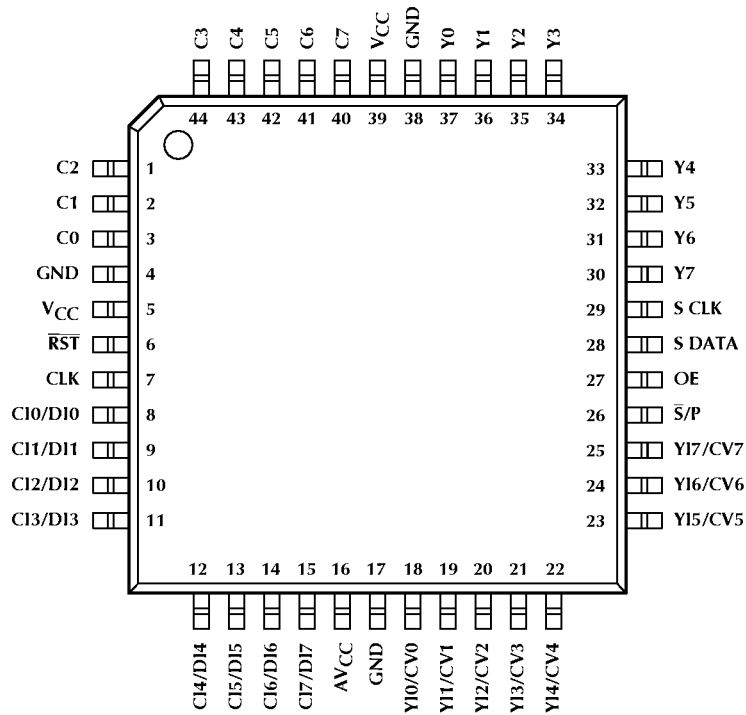 C3 C4 C5 C6 C7 VCC GND Y0 Y1 Y2 Y3
44 43 42 41 40 39 38 37 36 35 34
C2 1 33 Y4
C1 2 32 Y5
C0 3 31 Y6
GND 4 30 Y7
VCC 5 29 S CLK
R̅S̅T̅ 6 28 S DATA
CLK 7 27 OE
CI0/DI0 8 26 S̅/P
CI1/DI1 9 25 YI7/CV7
CI2/DI2 10 24 YI6/CV6
CI3/DI3 11 23 YI5/CV5
12 13 14 15 16 17 18 19 20 21 22
CI4/DI4 CI5/DI5 CI6/DI6 CI7/DI7 AVCC GND YI0/CV0 YI1/CV1 YI2/CV2 YI3/CV3 YI4/CV4